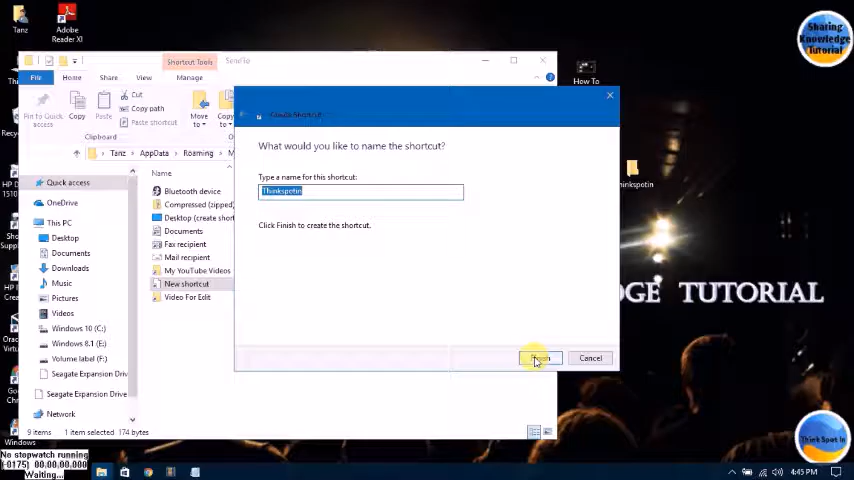 Tanz
Adobe
Reader XI
Sharing
Knowledge
Tutorial
How To
Shortcut Tools
SendTo
File
Home
Share
View
Manage
Pin to Quick
access
Copy
Paste
Cut
Copy path
Paste shortcut
Move
to
Copy
Clipboard
Tanz
AppData
Roaming
Quick access
OneDrive
This PC
Desktop
Documents
Downloads
Music
Pictures
Videos
Windows 10 (C:)
Windows 8.1 (E:)
Volume label (F:)
Seagate Expansion Driv
Seagate Expansion Drive
Network
Name
Bluetooth device
Compressed (zipped)
Desktop (create short
Documents
Fax recipient
Mail recipient
My YouTube Videos
New shortcut
Video For Edit
9 items
1 item selected
174 bytes
Create Shortcut
What would you like to name the shortcut?
Type a name for this shortcut:
Thinkspotin
Click Finish to create the shortcut.
Finish
Cancel
hinkspotin
DGE TUTORIAL
Think Spot In
Windows
No stopwatch running
(-0175) 00:00:00.000
Waiting...
4:45 PM